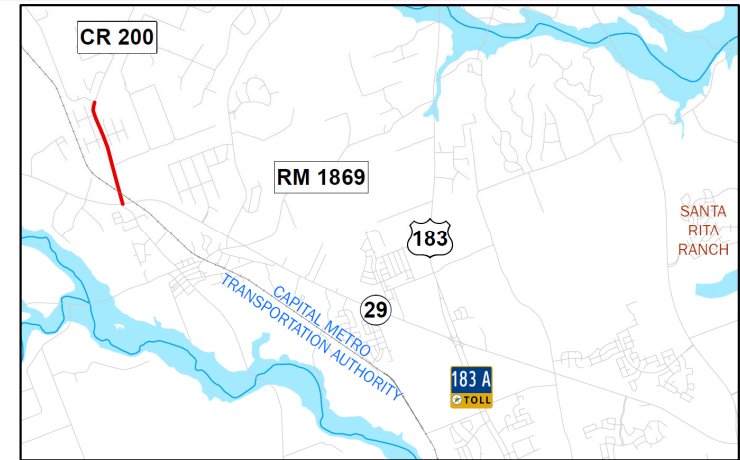 CR 200
RM 1869
SANTA
RITA
RANCH
183
29
CAPITAL METRO
TRANSPORTATION AUTHORITY
183 A
TOLL